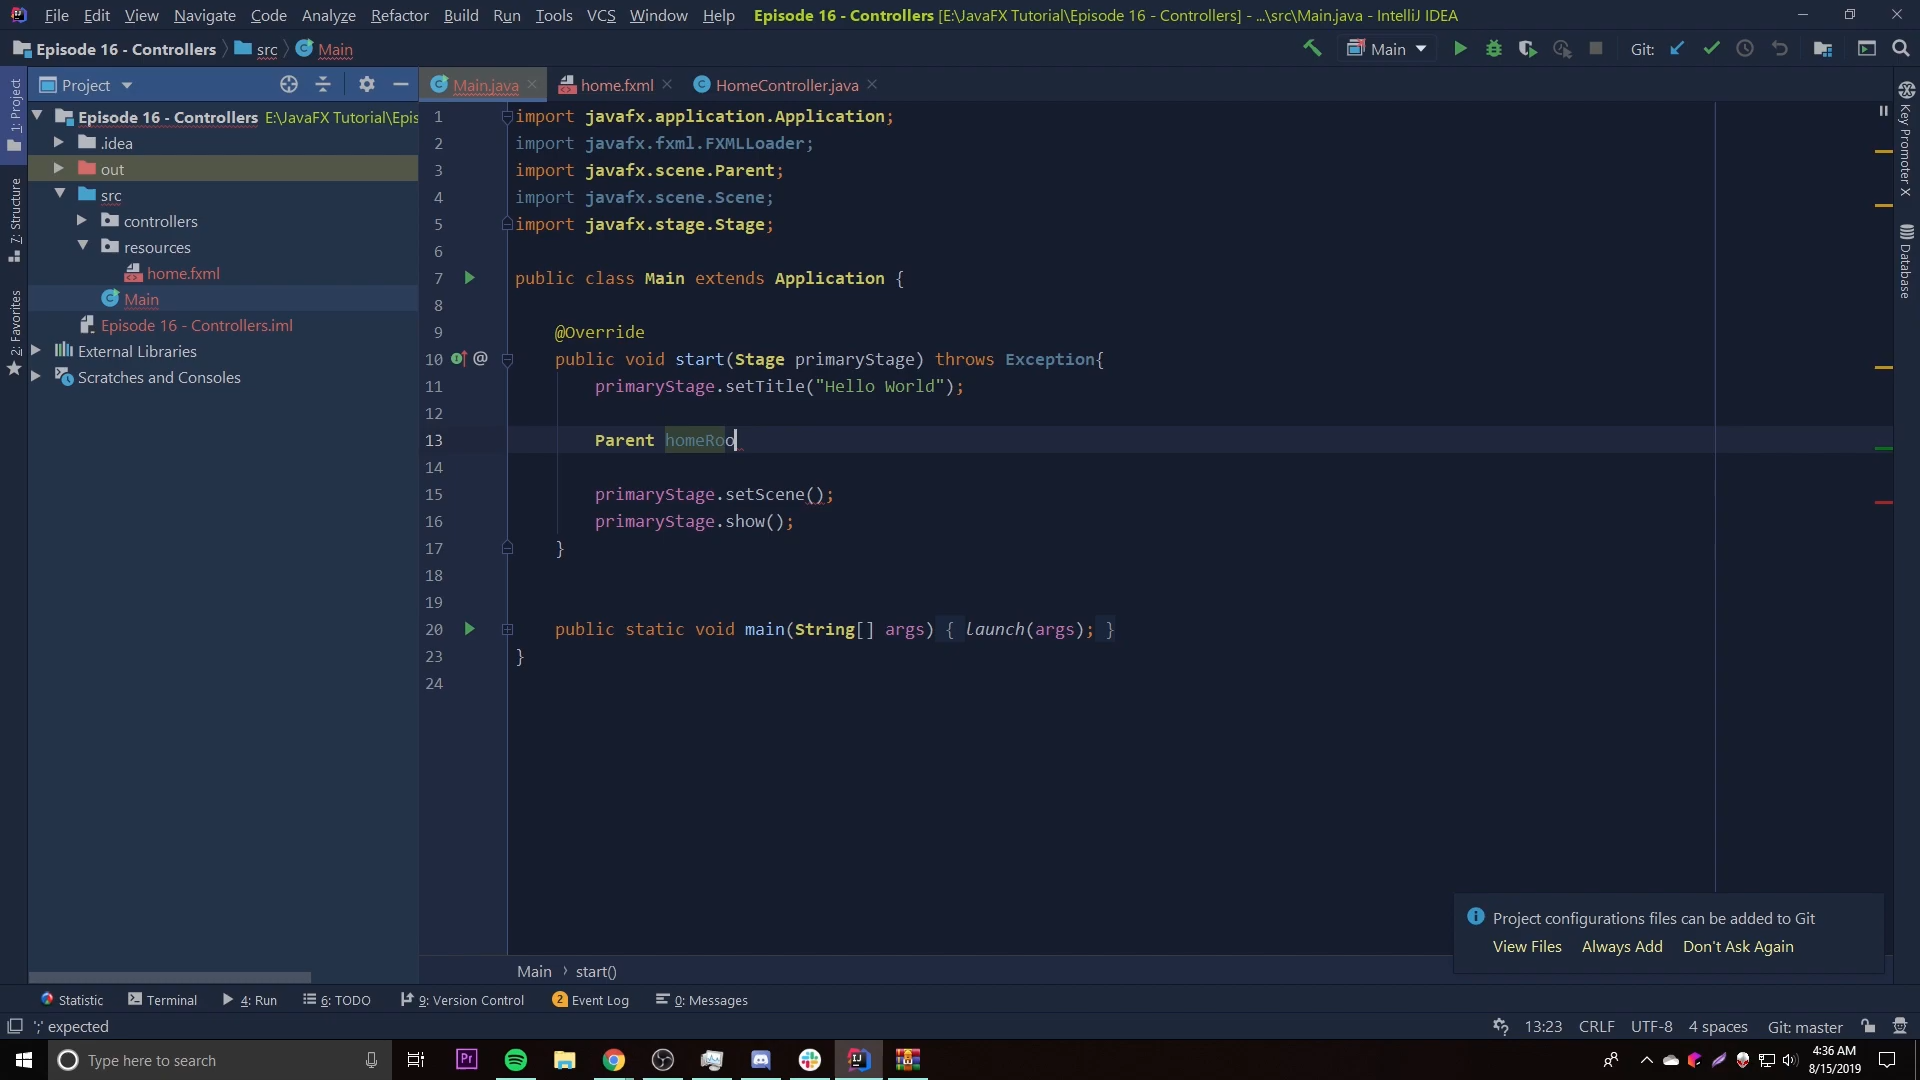 File Edit View Navigate Code Analyze Refactor Build Run Tools VCS Window Help Episode 16 - Controllers [E:\JavaFX Tutorial\Episode 16 - Controllers] - ...\src\Main.java - IntelliJ IDEA
Episode 16 - Controllers src Main Main Git:
Project Main.java home.fxml HomeController.java
1: Project
7: Structure
2: Favorites
Episode 16 - Controllers E:\JavaFX Tutorial\Epis
.idea
out
src
controllers
resources
home.fxml
Main
Episode 16 - Controllers.iml
External Libraries
Scratches and Consoles
1 import javafx.application.Application;
2 import javafx.fxml.FXMLLoader;
3 import javafx.scene.Parent;
4 import javafx.scene.Scene;
5 import javafx.stage.Stage;
6
7 public class Main extends Application {
8
9 @Override
10 @ public void start(Stage primaryStage) throws Exception{
11 primaryStage.setTitle("Hello World");
12
13 Parent homeRoo
14
15 primaryStage.setScene();
16 primaryStage.show();
17 }
18
19
20 public static void main(String[] args) { launch(args); }
23 }
24
Key Promoter X
Database
Project configurations files can be added to Git
View Files Always Add Don't Ask Again
Main › start()
Statistic Terminal 4: Run 6: TODO 9: Version Control 2 Event Log 0: Messages
';' expected 13:23 CRLF UTF-8 4 spaces Git: master
Type here to search
4:36 AM
8/15/2019